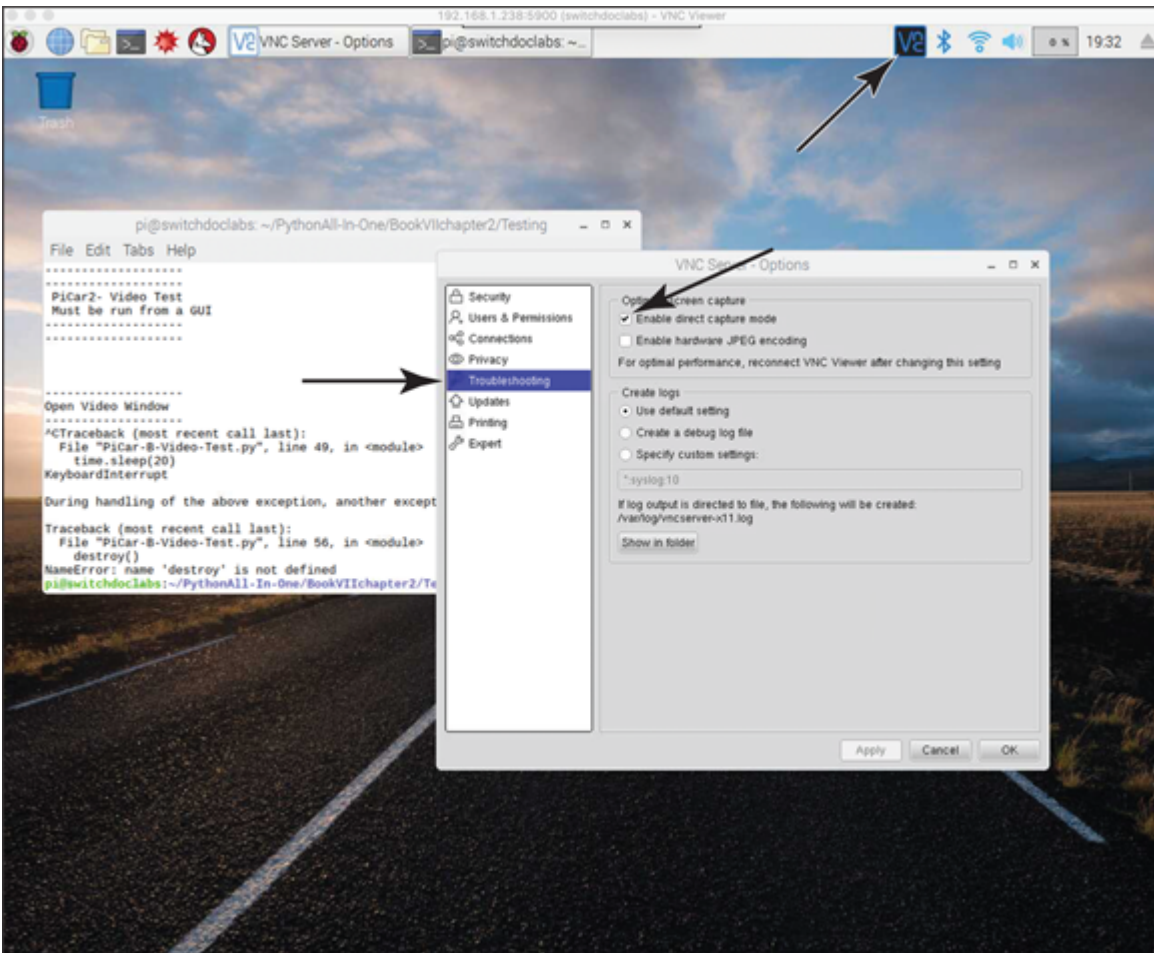 192.168.1.238:5900 (switchdoclabs) - VNC Viewer
VNC Server - Options
pi@switchdoclabs: ~...
0 %
19:32
Trash
pi@switchdoclabs: ~/PythonAll-In-One/BookVIIchapter2/Testing
File Edit Tabs Help
-------------------
-------------------
PiCar2- Video Test
Must be run from a GUI
-------------------
-------------------
-------------------
Open Video Window
-------------------
^CTraceback (most recent call last):
File "PiCar-B-Video-Test.py", line 49, in <module>
time.sleep(20)
KeyboardInterrupt
During handling of the above exception, another except
Traceback (most recent call last):
File "PiCar-B-Video-Test.py", line 56, in <module>
destroy()
NameError: name 'destroy' is not defined
pi@switchdoclabs:~/PythonAll-In-One/BookVIIchapter2/Te
VNC Server - Options
Security
Users & Permissions
Connections
Privacy
Troubleshooting
Updates
Printing
Expert
screen capture
Enable direct capture mode
Enable hardware JPEG encoding
For optimal performance, reconnect VNC Viewer after changing this setting
Create logs
Use default setting
Create a debug log file
Specify custom settings:
*:syslog:10
If log output is directed to file, the following will be created:
/var/log/vncserver-x11.log
Show in folder
Apply
Cancel
OK